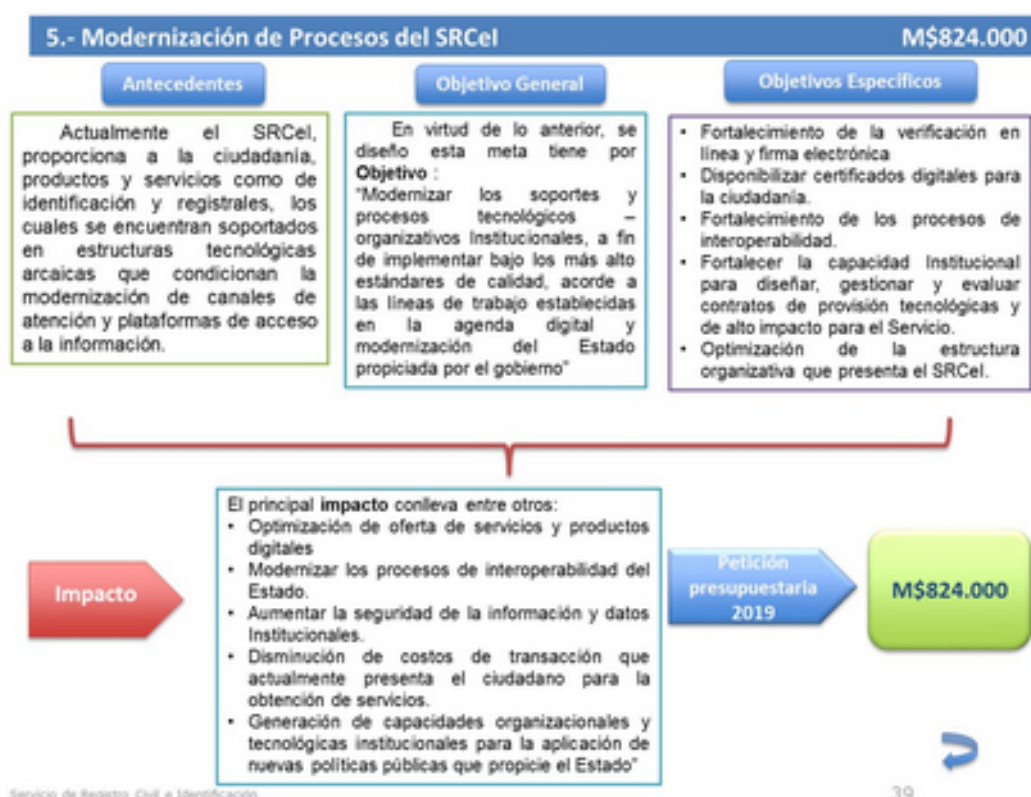 5.- Modernización de Procesos del SRCeI M$824.000
Antecedentes
Actualmente el SRCeI,
proporciona a la ciudadanía,
productos y servicios como de
identificación y registrales, los
cuales se encuentran soportados
en estructuras tecnológicas
arcaicas que condicionan la
modernización de canales de
atención y plataformas de acceso
a la información.
Objetivo General
En virtud de lo anterior, se
diseño esta meta tiene por
Objetivo :
"Modernizar los soportes y
procesos tecnológicos –
organizativos Institucionales, a fin
de implementar bajo los más alto
estándares de calidad, acorde a
las líneas de trabajo establecidas
en la agenda digital y
modernización del Estado
propiciada por el gobierno"
Objetivos Específicos
• Fortalecimiento de la verificación en
línea y firma electrónica
• Disponibilizar certificados digitales para
la ciudadanía.
• Fortalecimiento de los procesos de
interoperabilidad.
• Fortalecer la capacidad Institucional
para diseñar, gestionar y evaluar
contratos de provisión tecnológicas y
de alto impacto para el Servicio.
• Optimización de la estructura
organizativa que presenta el SRCeI.
Impacto
El principal impacto conlleva entre otros:
• Optimización de oferta de servicios y productos
digitales
• Modernizar los procesos de interoperabilidad del
Estado.
• Aumentar la seguridad de la información y datos
Institucionales.
• Disminución de costos de transacción que
actualmente presenta el ciudadano para la
obtención de servicios.
• Generación de capacidades organizacionales y
tecnológicas institucionales para la aplicación de
nuevas políticas públicas que propicie el Estado"
Petición
presupuestaria
2019
M$824.000
Servicio de Registro Civil e Identificación
39